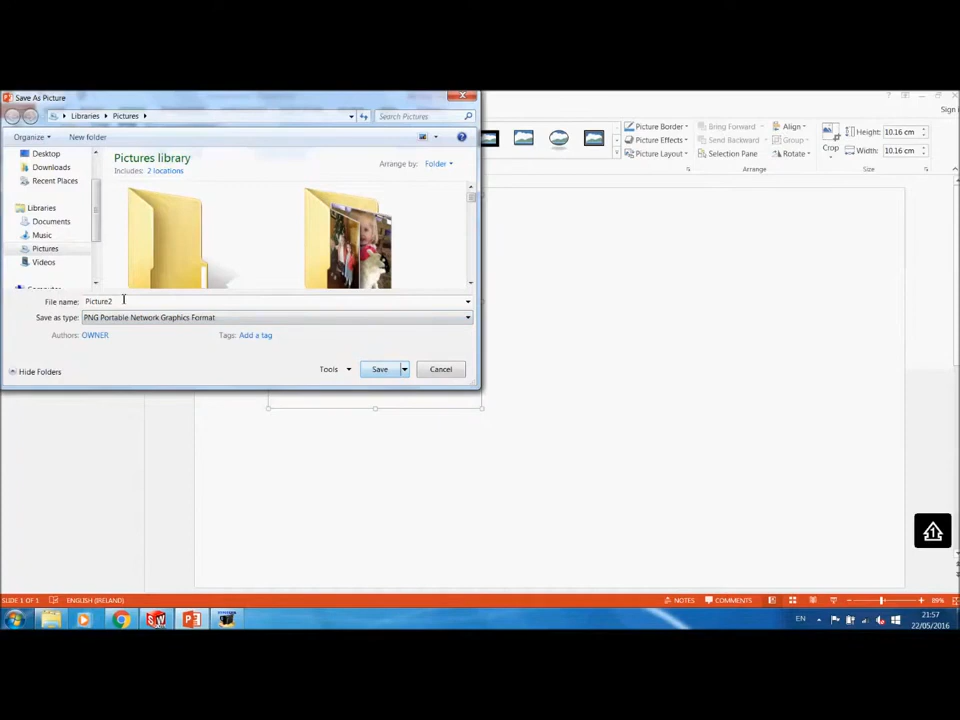 Save As Picture
Libraries
Pictures
Search Pictures
Organize
New folder
Desktop
Downloads
Recent Places
Libraries
Documents
Music
Pictures
Videos
Pictures library
Includes: 2 locations
Arrange by: Folder
File name: Picture2
Save as type: PNG Portable Network Graphics Format
Authors: OWNER
Tags: Add a tag
Hide Folders
Tools
Save
Cancel
Sign i
Picture Border
Picture Effects
Picture Layout
Bring Forward
Send Backward
Selection Pane
Align
Group
Rotate
Arrange
Crop
Height: 10.16 cm
Width: 10.16 cm
Size
1
SLIDE 1 OF 1
ENGLISH (IRELAND)
NOTES
COMMENTS
89%
EN
21:57
22/05/2016